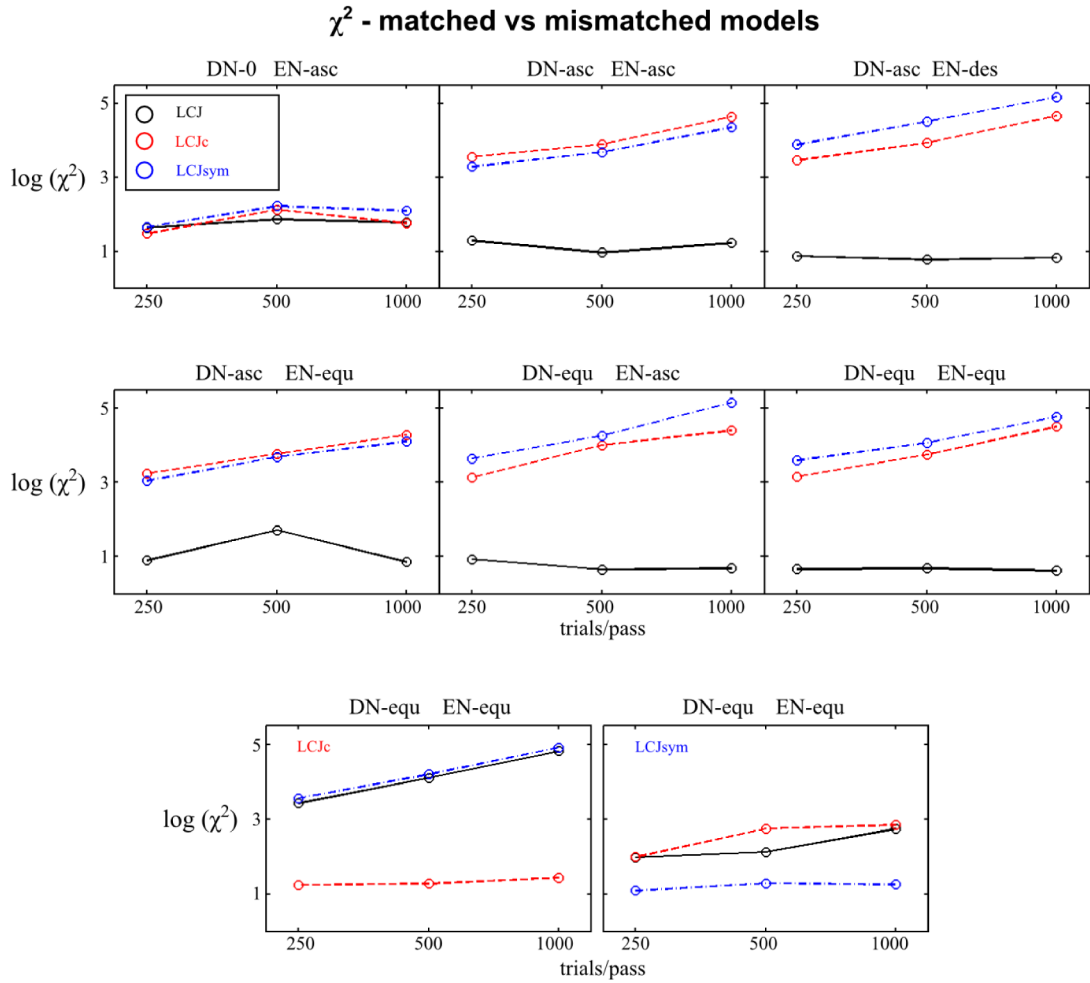 χ² - matched vs mismatched models
DN-0 EN-asc
DN-asc EN-asc
DN-asc EN-des
LCJ
LCJc
LCJsym
log (χ²)
5
3
1
250 500 1000
250 500 1000
250 500 1000
DN-asc EN-equ
DN-equ EN-asc
DN-equ EN-equ
log (χ²)
5
3
1
250 500 1000
250 500 1000
250 500 1000
trials/pass
DN-equ EN-equ
DN-equ EN-equ
LCJc
LCJsym
log (χ²)
5
3
1
250 500 1000
250 500 1000
trials/pass